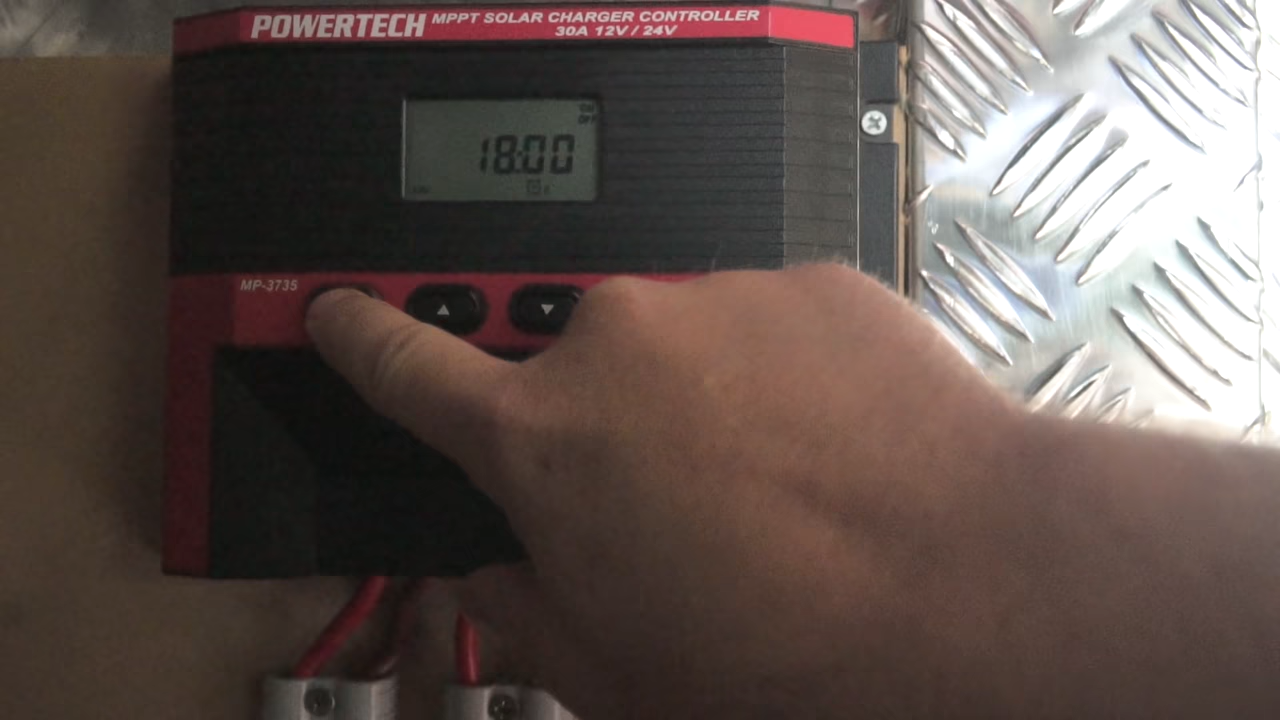 POWERTECH MPPT SOLAR CHARGER CONTROLLER
30A 12V / 24V
18:00
MP-3735
▲ ▼